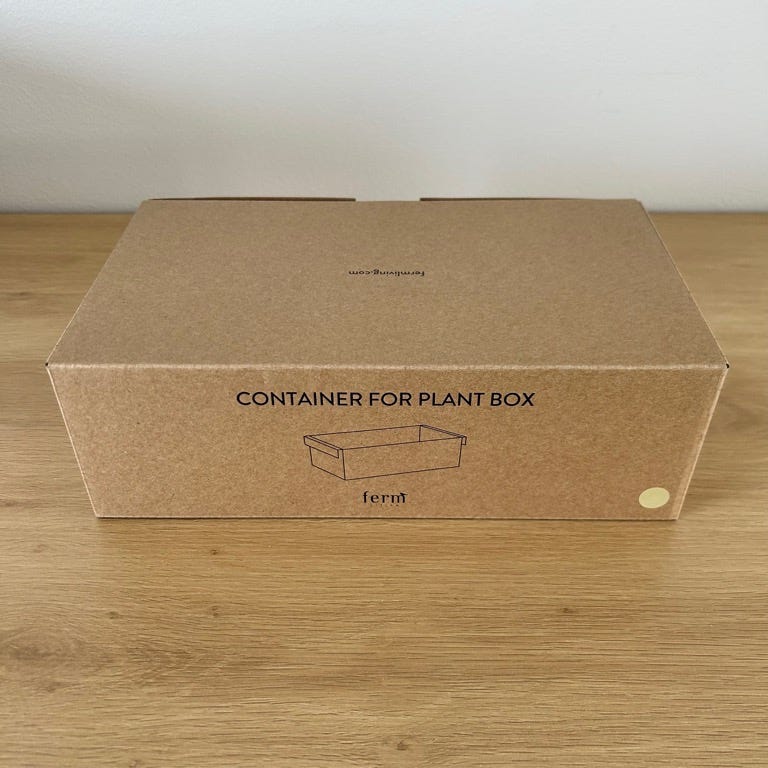 fermliving.com
CONTAINER FOR PLANT BOX
ferm